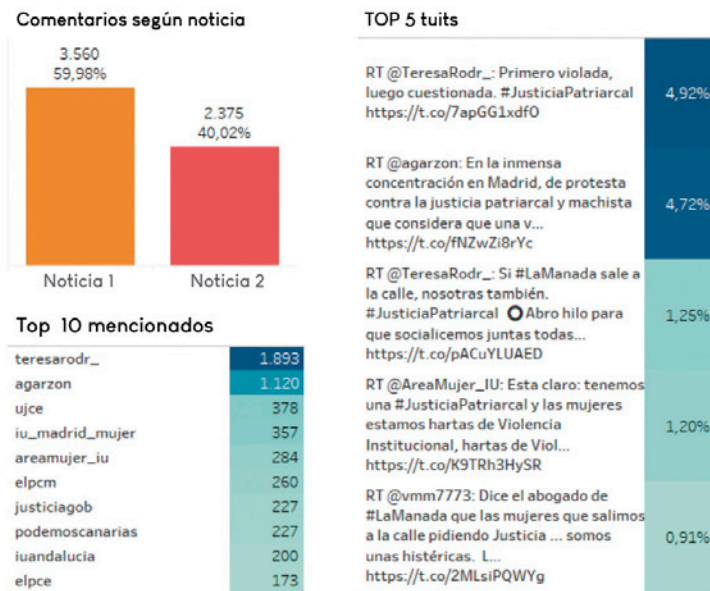 Comentarios según noticia
3.560
59,98%
2.375
40,02%
Noticia 1
Noticia 2
Top 10 mencionados
teresarodr_ 1.893
agarzon 1.120
ujce 378
iu_madrid_mujer 357
areamujer_iu 284
elpcm 260
justiciagob 227
podemoscanarias 227
iuandalucia 200
elpce 173
TOP 5 tuits
RT @TeresaRodr_: Primero violada,
luego cuestionada. #JusticiaPatriarcal
https://t.co/7apGG1xdfO
4,92%
RT @agarzon: En la inmensa
concentración en Madrid, de protesta
contra la justicia patriarcal y machista
que considera que una v...
https://t.co/fNZwZi8rYc
4,72%
RT @TeresaRodr_: Si #LaManada sale a
la calle, nosotras también.
#JusticiaPatriarcal ⭕Abro hilo para
que socialicemos juntas todas...
https://t.co/pACuYLUAED
1,25%
RT @AreaMujer_IU: Esta claro: tenemos
una #JusticiaPatriarcal y las mujeres
estamos hartas de Violencia
Institucional, hartas de Viol...
https://t.co/K9TRh3HySR
1,20%
RT @vmm7773: Dice el abogado de
#LaManada que las mujeres que salimos
a la calle pidiendo Justicia ... somos
unas histéricas. L...
https://t.co/2MLsiPQWYg
0,91%